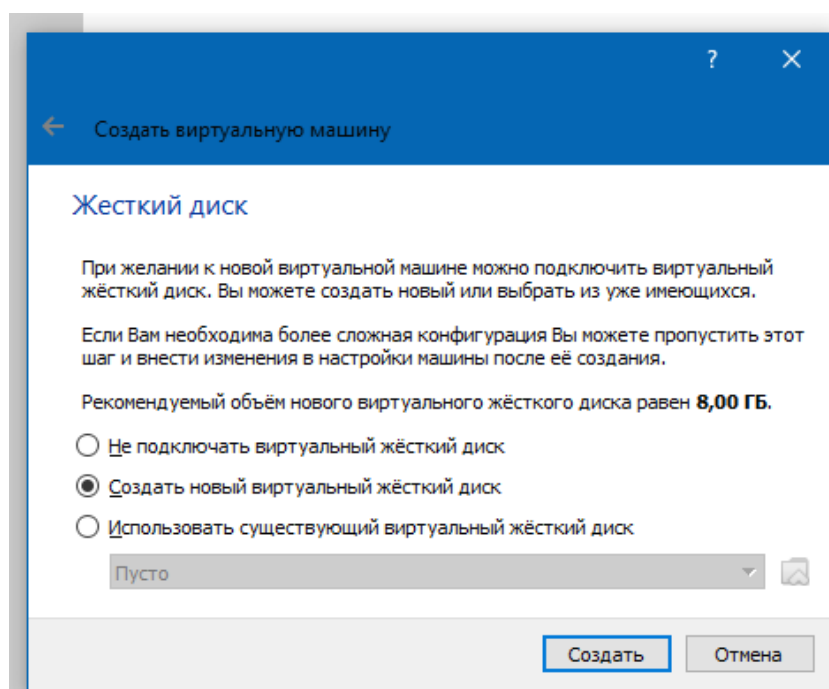 ?
Создать виртуальную машину
Жесткий диск
При желании к новой виртуальной машине можно подключить виртуальный
жёсткий диск. Вы можете создать новый или выбрать из уже имеющихся.
Если Вам необходима более сложная конфигурация Вы можете пропустить этот
шаг и внести изменения в настройки машины после её создания.
Рекомендуемый объём нового виртуального жёсткого диска равен 8,00 ГБ.
Не подключать виртуальный жёсткий диск
Создать новый виртуальный жёсткий диск
Использовать существующий виртуальный жёсткий диск
Пусто
Создать Отмена